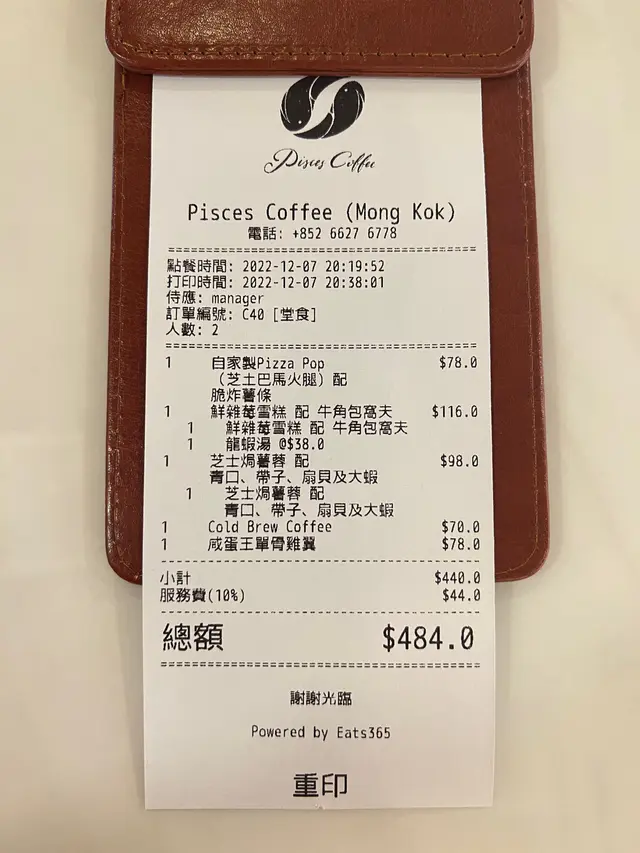 Pisces Coffee
Pisces Coffee (Mong Kok)
電話: +852 6627 6778
點餐時間: 2022-12-07 20:19:52
打印時間: 2022-12-07 20:38:01
侍應: manager
訂單編號: C40 [堂食]
人數: 2
1 自家製Pizza Pop $78.0
（芝士巴馬火腿）配
脆炸薯條
1 鮮雜莓雪糕 配 牛角包窩夫 $116.0
1 鮮雜莓雪糕 配 牛角包窩夫
1 龍蝦湯 @$38.0
1 芝士焗薯蓉 配 $98.0
青口、帶子、扇貝及大蝦
1 芝士焗薯蓉 配
青口、帶子、扇貝及大蝦
1 Cold Brew Coffee $70.0
1 咸蛋王單骨雞翼 $78.0
小計 $440.0
服務費(10%) $44.0
總額 $484.0
謝謝光臨
Powered by Eats365
重印